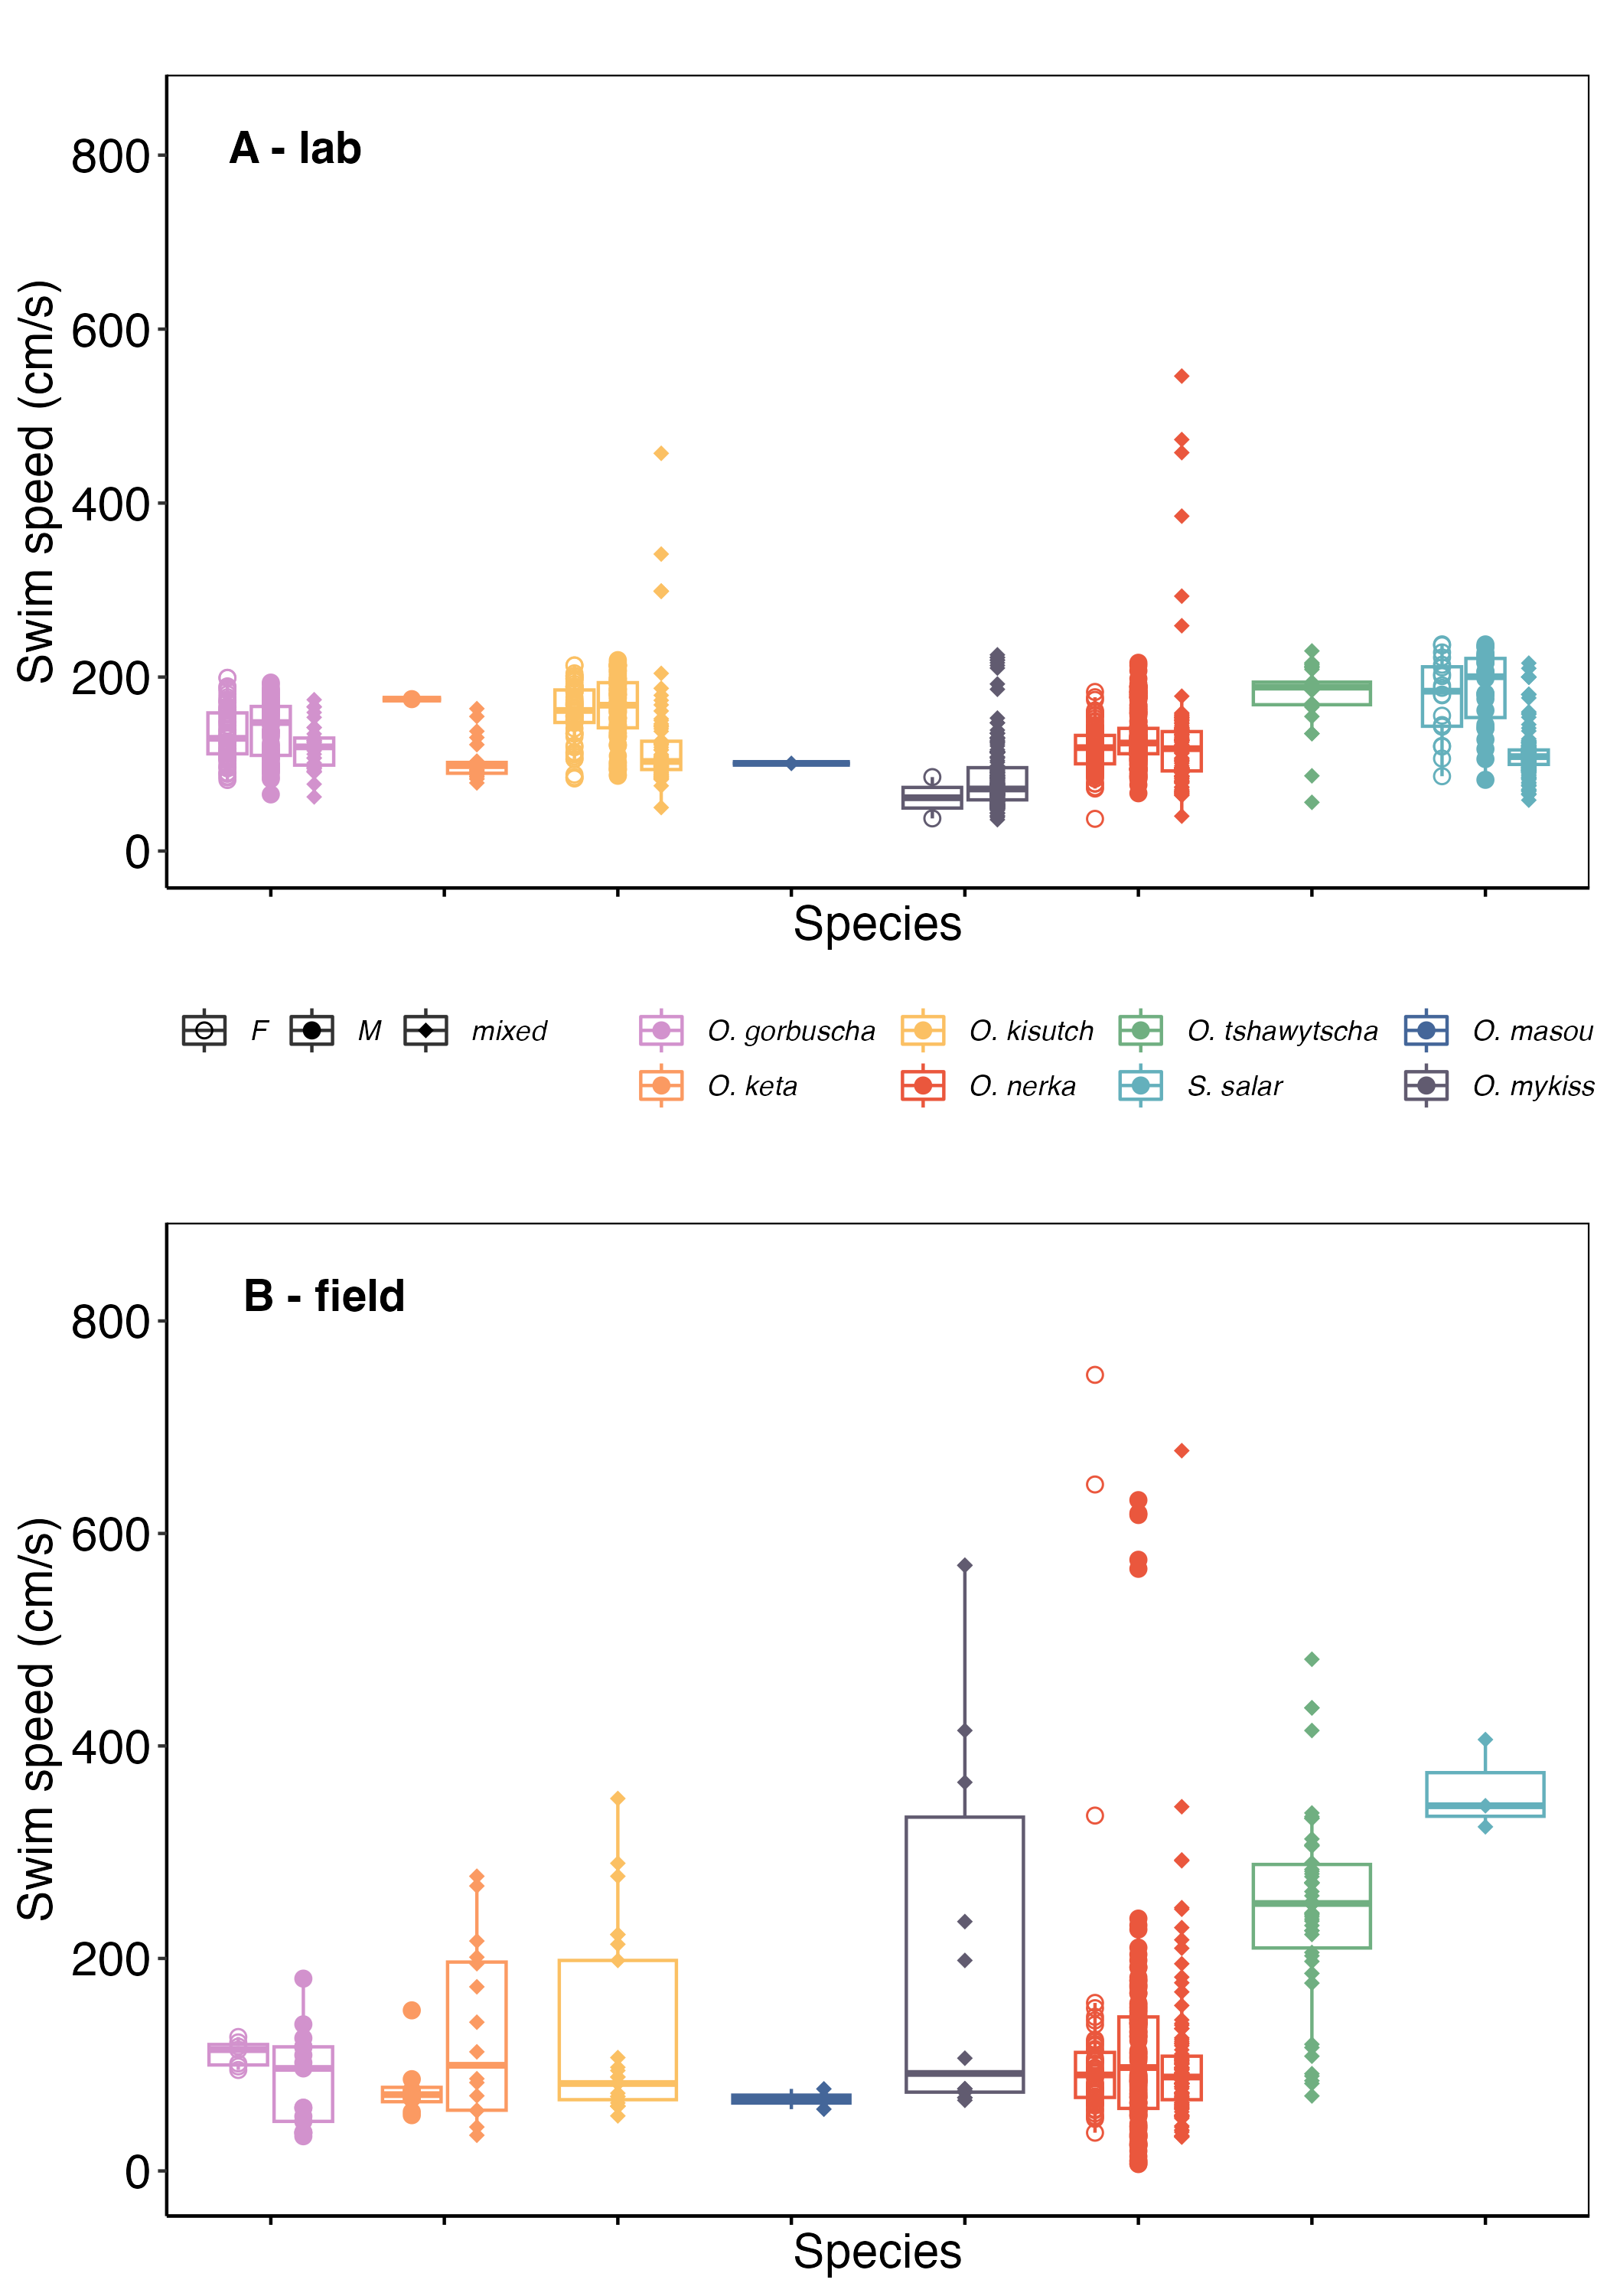 A - lab
800
600
400
200
0
Swim speed (cm/s)
Species
F M mixed
O. gorbuscha O. kisutch O. tshawytscha O. masou
O. keta O. nerka S. salar O. mykiss
B - field
800
600
400
200
0
Swim speed (cm/s)
Species